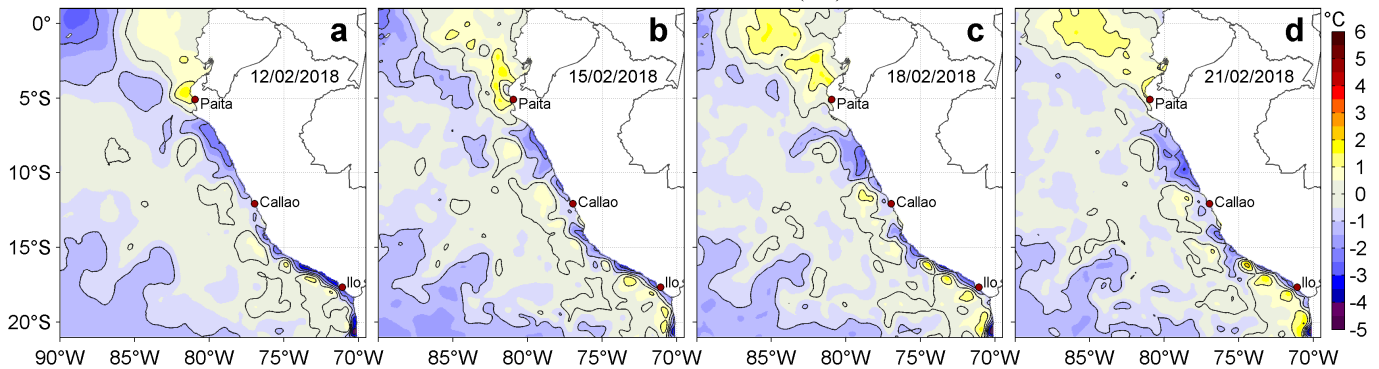 a b c d °C
0° 6
12/02/2018 15/02/2018 18/02/2018 21/02/2018 5
4
5°S Paita Paita Paita Paita 3
2
10°S 1
0
Callao Callao Callao Callao -1
15°S -2
-3
Ilo Ilo Ilo Ilo -4
20°S -5
90°W 85°W 80°W 75°W 70°W 85°W 80°W 75°W 70°W 85°W 80°W 75°W 70°W 85°W 80°W 75°W 70°W